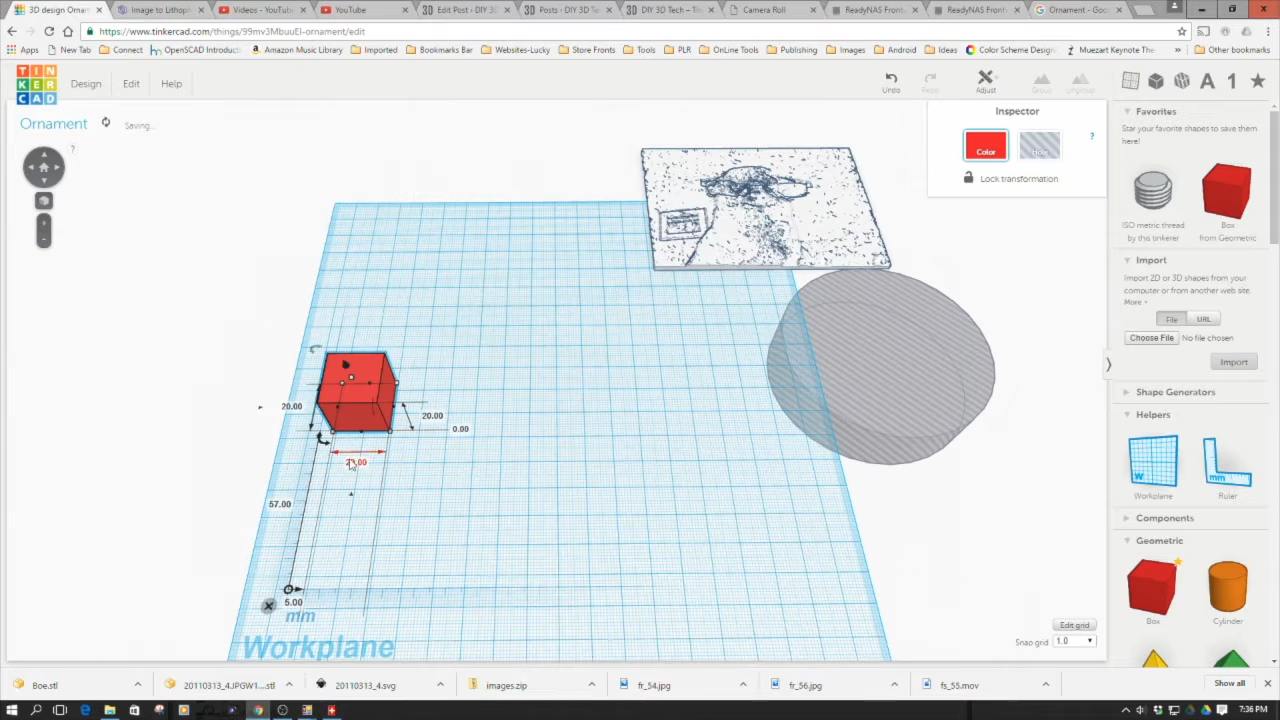 3D design Ornam
Image to Lithoph
Videos - YouTube
YouTube
Edit Post ‹ DIY 3D
Posts ‹ DIY 3D Te
DIY 3D Tech – Th
Camera Roll
ReadyNAS Front
ReadyNAS Front
Ornament - Goo
https://www.tinkercad.com/things/99mv3MbuuEl-ornament/edit
Apps
New Tab
Connect
OpenSCAD Introduct
Amazon Music Library
Imported
Bookmarks Bar
Websites-Lucky
Store Fronts
Tools
PLR
OnLine Tools
Publishing
Images
Android
Ideas
Color Scheme Design
Muezart Keynote The
»
Other bookmarks
TIN
KER
CAD
Design
Edit
Help
Undo
Redo
Adjust
Group
Ungroup
Ornament
Saving...
?
Inspector
Color
Hole
?
Lock transformation
Favorites
Star your favorite shapes to save them
here!
ISO metric thread
by this tinkerer
Box
from Geometric
Import
Import 2D or 3D shapes from your
computer or from another web site.
More
File
URL
Choose File
No file chosen
Import
Shape Generators
Helpers
W
mm
Workplane
Ruler
Components
Geometric
Box
Cylinder
20.00
20.00
0.00
57.00
5.00
mm
Workplane
Edit grid
Snap grid
1.0
Boe.stl
20110313_4.JPGW1....stl
20110313_4.svg
images.zip
fr_54.jpg
fr_56.jpg
fs_55.mov
Show all
7:36 PM